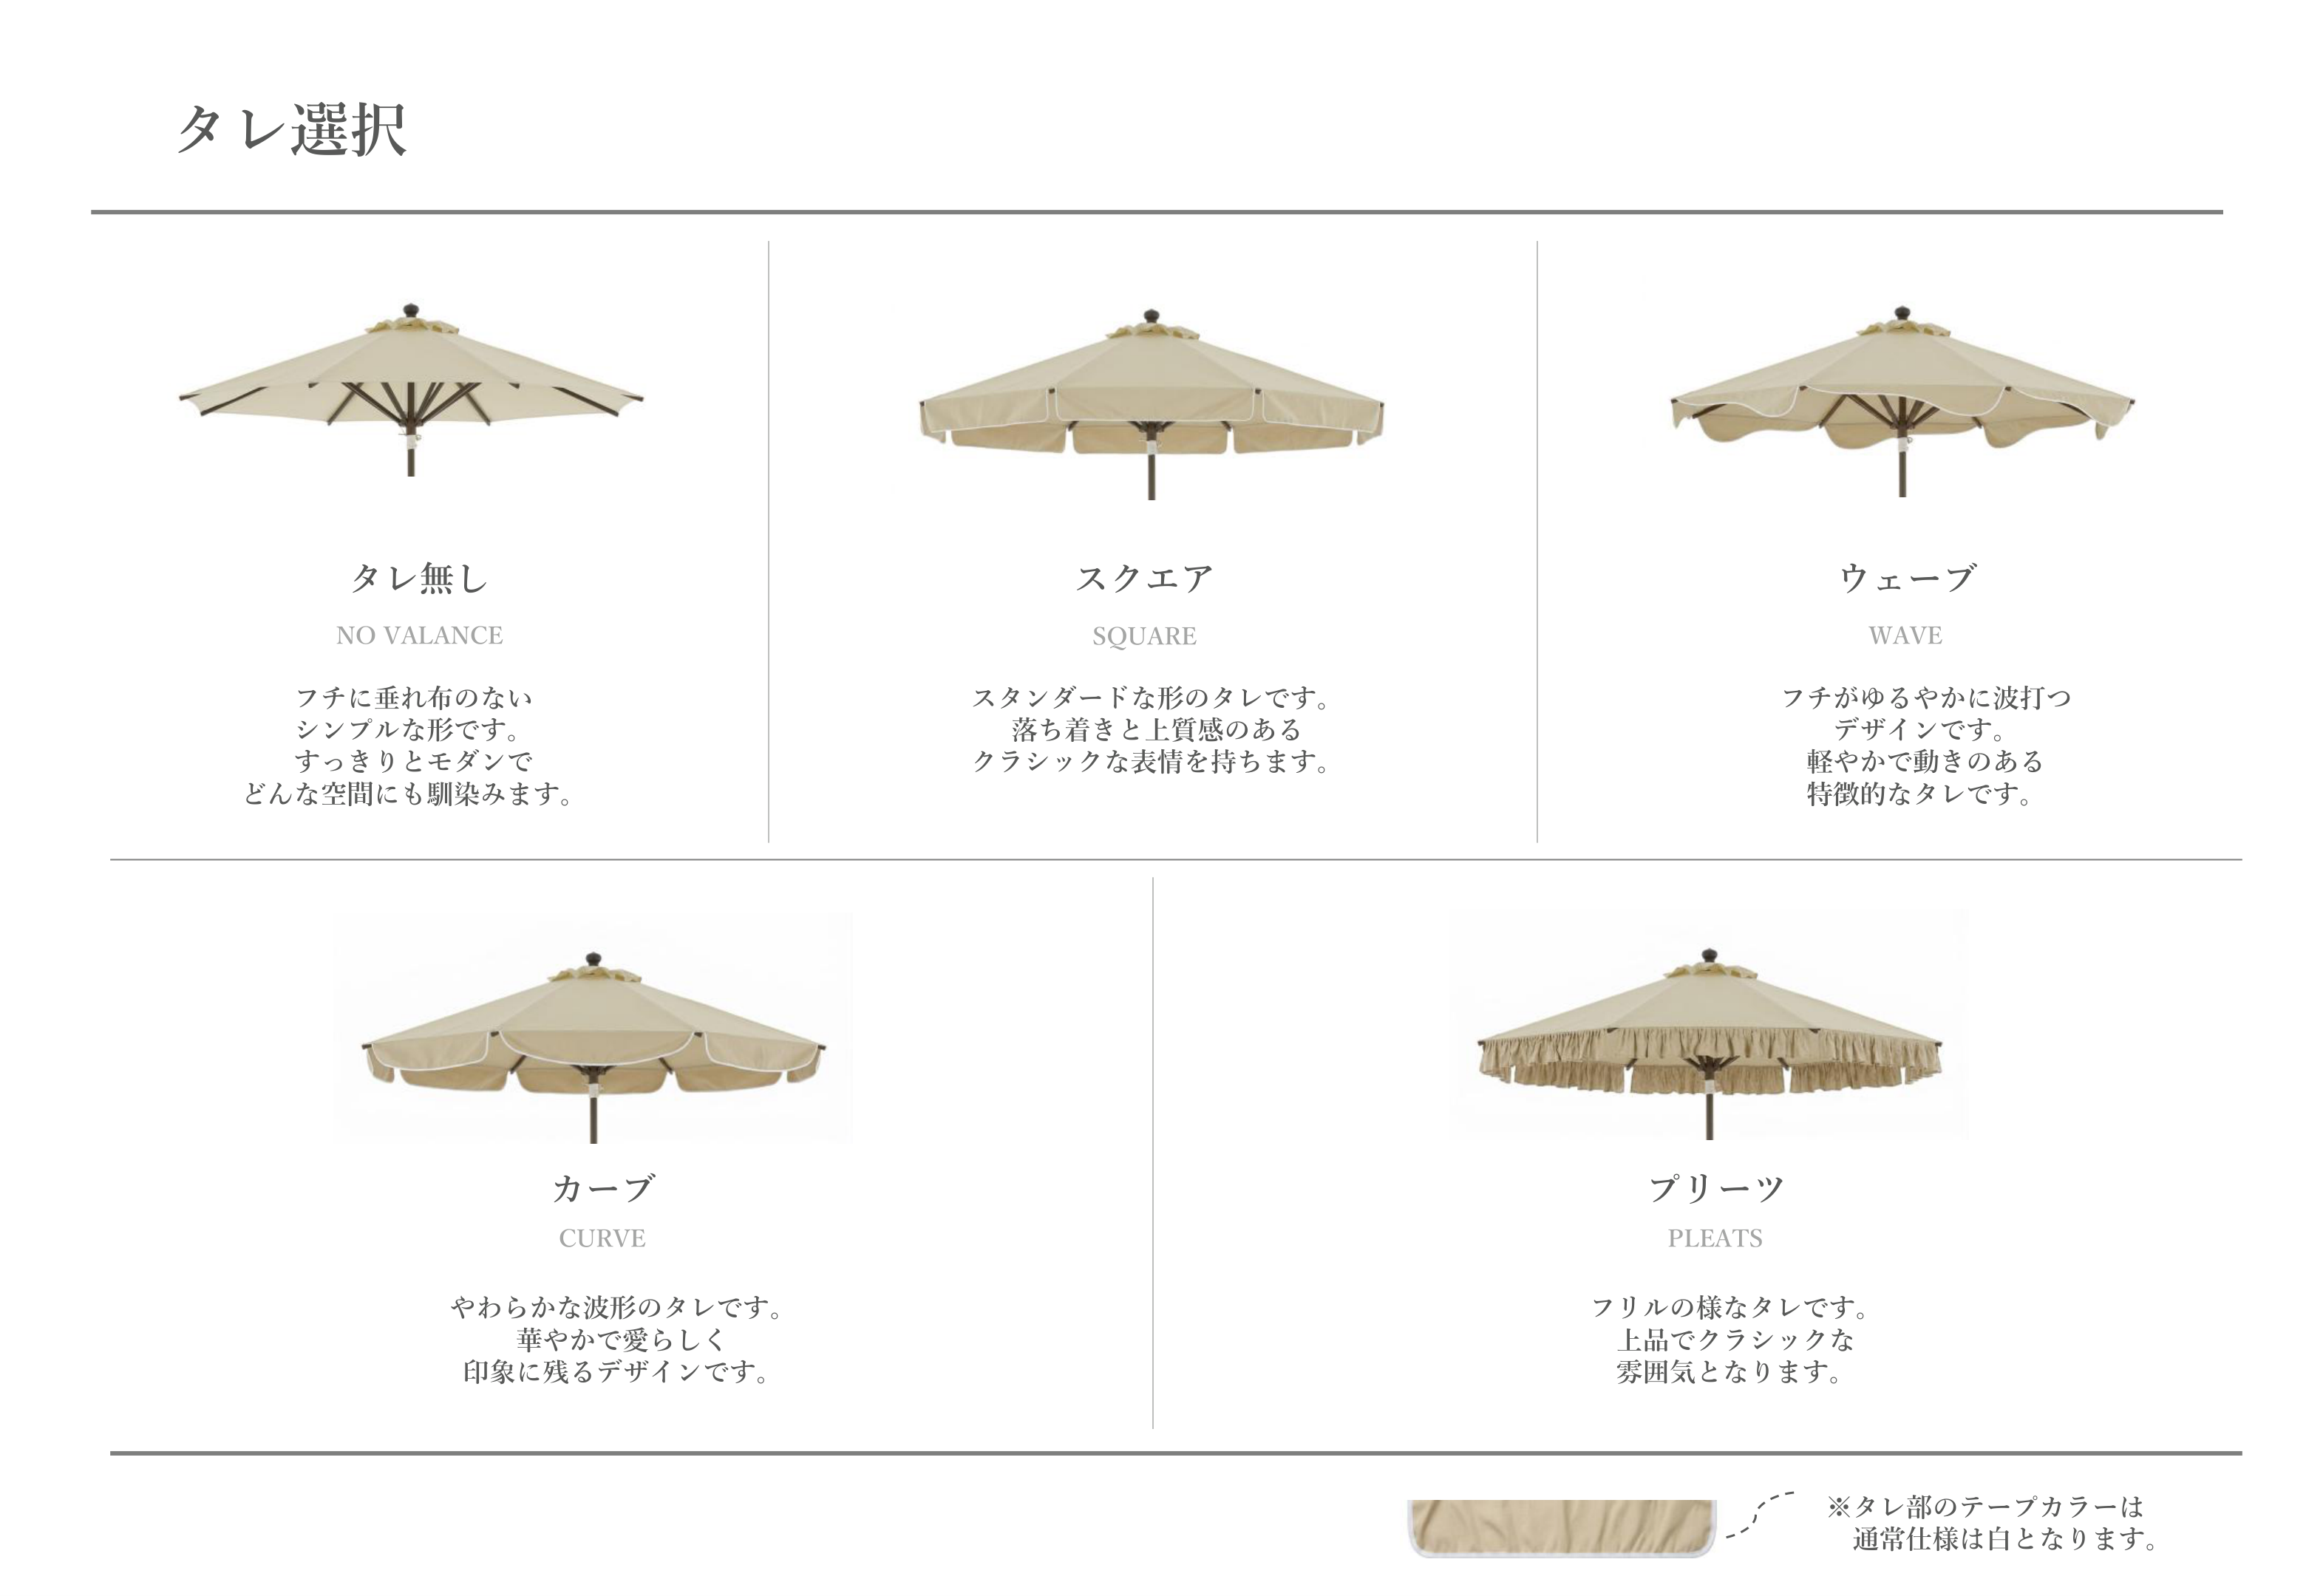 タレ選択
タレ無し
NO VALANCE
フチに垂れ布のない
シンプルな形です。
すっきりとモダンで
どんな空間にも馴染みます。
スクエア
SQUARE
スタンダードな形のタレです。
落ち着きと上質感のある
クラシックな表情を持ちます。
ウェーブ
WAVE
フチがゆるやかに波打つ
デザインです。
軽やかで動きのある
特徴的なタレです。
カーブ
CURVE
やわらかな波形のタレです。
華やかで愛らしく
印象に残るデザインです。
プリーツ
PLEATS
フリルの様なタレです。
上品でクラシックな
雰囲気となります。
※タレ部のテープカラーは
通常仕様は白となります。